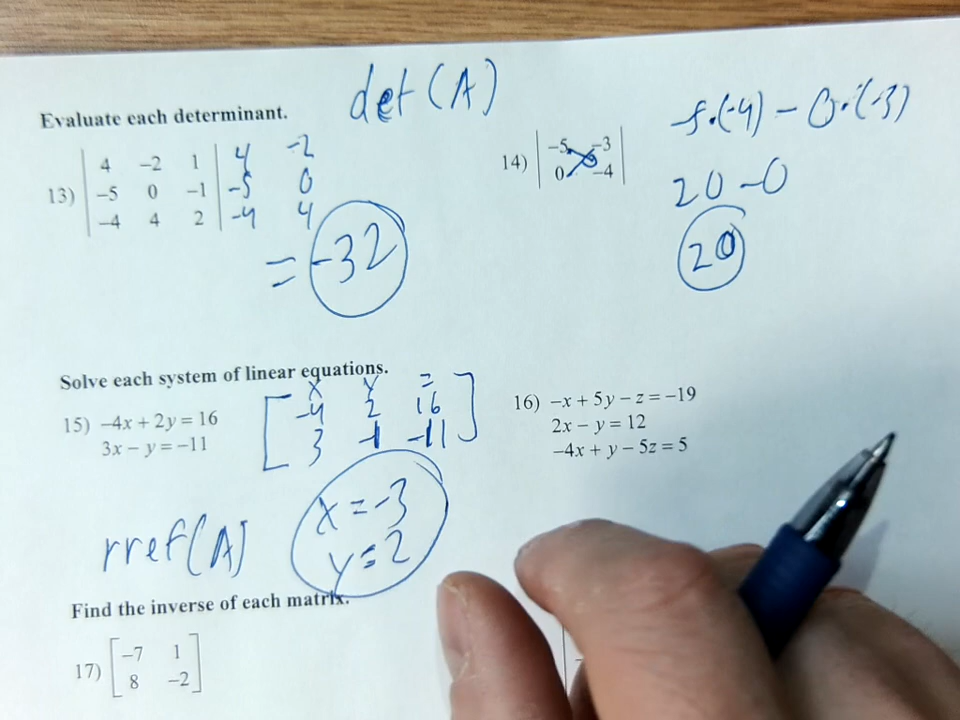 det(A)
Evaluate each determinant.
13) | 4 −2 1 | 4 -2
| −5 0 −1 | -5 0
| −4 4 2 | -4 4
= -32
14) | −5 −3 |
| 0 −4 |
-5·(-4) - 0·(-3)
20 - 0
20
Solve each system of linear equations.
15) −4x + 2y = 16
3x − y = −11
x y =
[ -4 2 16 ]
[ 3 -1 -11 ]
rref(A)
x = -3
y = 2
16) −x + 5y − z = −19
2x − y = 12
−4x + y − 5z = 5
Find the inverse of each matrix.
17) [ −7 1 ]
[ 8 −2 ]